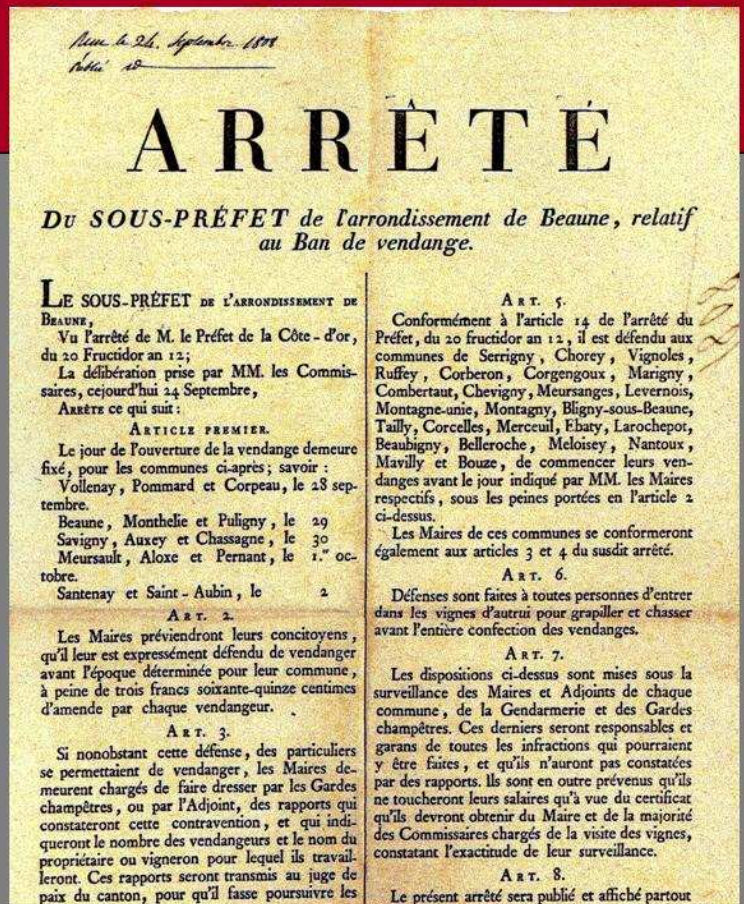 le 24. Septembre 1808
Publié
ARRÊTÉ
DU SOUS-PRÉFET de l'arrondissement de Beaune, relatif
au Ban de vendange.
LE SOUS-PRÉFET DE L'ARRONDISSEMENT DE
BEAUNE,
Vu l'arrêté de M. le Préfet de la Côte-d'or,
du 20 Fructidor an 12;
La délibération prise par MM. les Commis-
saires, cejourd'hui 24 Septembre,
ARRÊTE ce qui suit:
ARTICLE PREMIER.
Le jour de l'ouverture de la vendange demeure
fixé, pour les communes ci-après; savoir:
Vollenay, Pommard et Corpeau, le 28 sep-
tembre.
Beaune, Monthelie et Puligny, le 29
Savigny, Auxey et Chassagne, le 30
Meursault, Aloxe et Pernant, le 1.er oc-
tobre.
Santenay et Saint-Aubin, le 2
ART. 2.
Les Maires préviendront leurs concitoyens,
qu'il leur est expressément défendu de vendanger
avant l'époque déterminée pour leur commune,
à peine de trois francs soixante-quinze centimes
d'amende par chaque vendangeur.
ART. 3.
Si nonobstant cette défense, des particuliers
se permettaient de vendanger, les Maires de-
meurent chargés de faire dresser par les Gardes
champêtres, ou par l'Adjoint, des rapports qui
constateront cette contravention, et qui indi-
queront le nombre des vendangeurs et le nom du
propriétaire ou vigneron pour lequel ils travail-
leront. Ces rapports seront transmis au juge de
paix du canton, pour qu'il fasse poursuivre les
ART. 5.
Conformément à l'article 14 de l'arrêté du
Préfet, du 20 fructidor an 12, il est défendu aux
communes de Serrigny, Chorey, Vignoles,
Ruffey, Corberon, Corgengoux, Marigny,
Combertaut, Chevigny, Meursanges, Levernois,
Montagne-unie, Montagny, Bligny-sous-Beaune,
Tailly, Corcelles, Merceuil, Ebaty, Larochepot,
Beaubigny, Belleroche, Meloisey, Nantoux,
Mavilly et Bouze, de commencer leurs ven-
danges avant le jour indiqué par MM. les Maires
respectifs, sous les peines portées en l'article 2
ci-dessus.
Les Maires de ces communes se conformeront
également aux articles 3 et 4 du susdit arrêté.
ART. 6.
Défenses sont faites à toutes personnes d'entrer
dans les vignes d'autrui pour grapiller et chasser
avant l'entière confection des vendanges.
ART. 7.
Les dispositions ci-dessus sont mises sous la
surveillance des Maires et Adjoints de chaque
commune, de la Gendarmerie et des Gardes
champêtres. Ces derniers seront responsables et
garans de toutes les infractions qui pourraient
y être faites, et qu'ils n'auront pas constatées
par des rapports. Ils sont en outre prévenus qu'ils
ne toucheront leurs salaires qu'à vue du certificat
qu'ils devront obtenir du Maire et de la majorité
des Commissaires chargés de la visite des vignes,
constatant l'exactitude de leur surveillance.
ART. 8.
Le présent arrêté sera publié et affiché partout